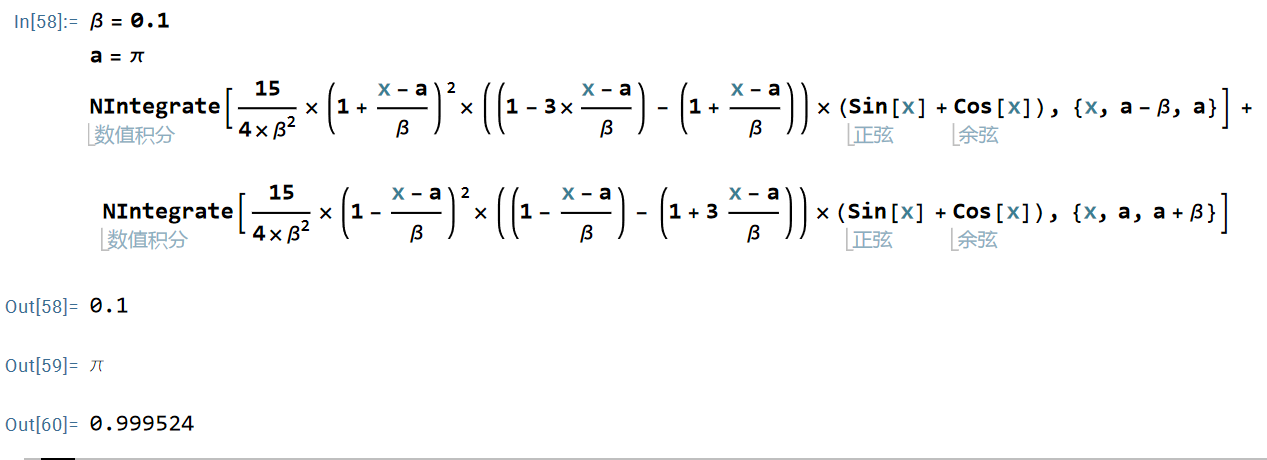 In[58]:= β = 0.1
a = π
NIntegrate[15/(4×β^2) × (1 + (x - a)/β)^2 × ((1 - 3× (x - a)/β) - (1 + (x - a)/β)) × (Sin[x] + Cos[x]), {x, a - β, a}] +
数值积分 正弦 余弦
NIntegrate[15/(4×β^2) × (1 - (x - a)/β)^2 × ((1 - (x - a)/β) - (1 + 3 (x - a)/β)) × (Sin[x] + Cos[x]), {x, a, a + β}]
数值积分 正弦 余弦
Out[58]= 0.1
Out[59]= π
Out[60]= 0.999524